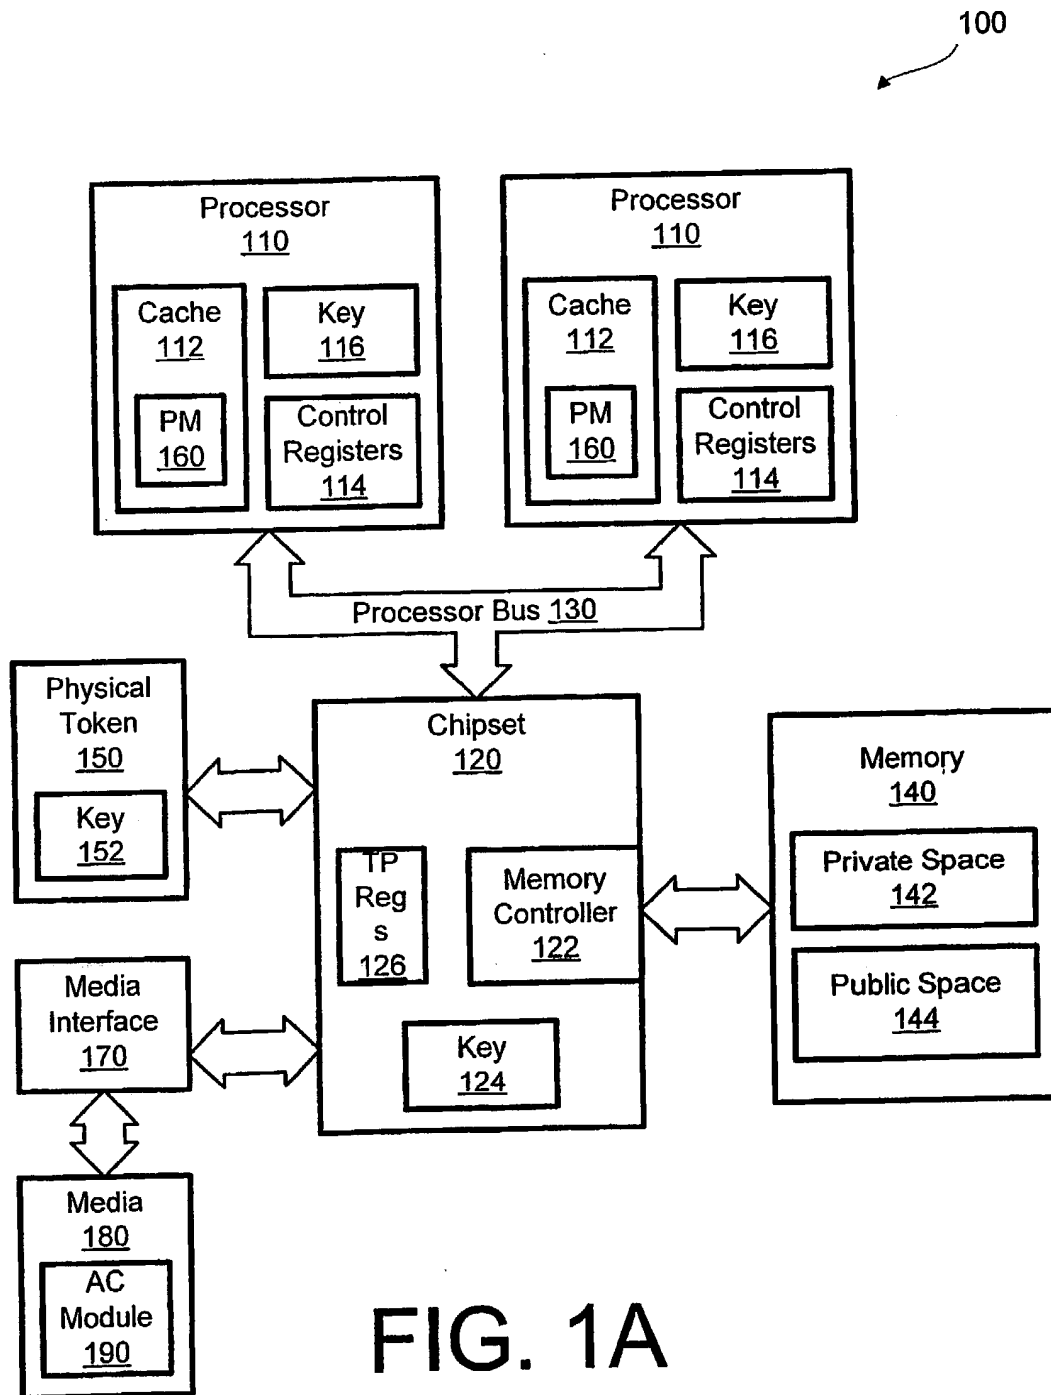 100
Processor
110
Cache
112
PM
160
Key
116
Control
Registers
114
Processor
110
Cache
112
PM
160
Key
116
Control
Registers
114
Processor Bus 130
Physical
Token
150
Key
152
Chipset
120
TP
Reg
s
126
Memory
Controller
122
Key
124
Memory
140
Private Space
142
Public Space
144
Media
Interface
170
Media
180
AC
Module
190
FIG. 1A